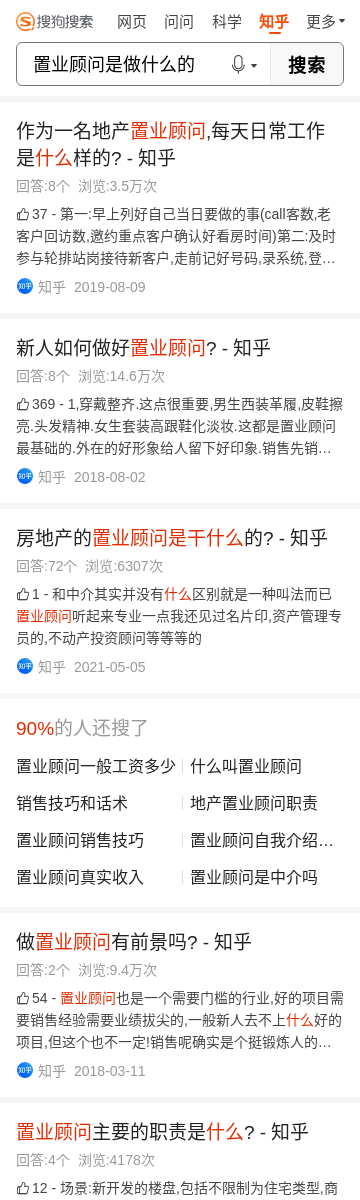 搜狗搜索 网页 问问 科学 知乎 更多
置业顾问是做什么的 搜索
作为一名地产置业顾问,每天日常工作
是什么样的? - 知乎
回答:8个 浏览:3.5万次
37 - 第一:早上列好自己当日要做的事(call客数,老
客户回访数,邀约重点客户确认好看房时间)第二:及时
参与轮排站岗接待新客户,走前记好号码,录系统,登…
知乎 知乎 2019-08-09
新人如何做好置业顾问? - 知乎
回答:8个 浏览:14.6万次
369 - 1,穿戴整齐.这点很重要,男生西装革履,皮鞋擦
亮.头发精神.女生套装高跟鞋化淡妆.这都是置业顾问
最基础的.外在的好形象给人留下好印象.销售先销…
知乎 知乎 2018-08-02
房地产的置业顾问是干什么的? - 知乎
回答:72个 浏览:6307次
1 - 和中介其实并没有什么区别就是一种叫法而已
置业顾问听起来专业一点我还见过名片印,资产管理专
员的,不动产投资顾问等等等的
知乎 知乎 2021-05-05
90%的人还搜了
置业顾问一般工资多少 什么叫置业顾问
销售技巧和话术 地产置业顾问职责
置业顾问销售技巧 置业顾问自我介绍…
置业顾问真实收入 置业顾问是中介吗
做置业顾问有前景吗? - 知乎
回答:2个 浏览:9.4万次
54 - 置业顾问也是一个需要门槛的行业,好的项目需
要销售经验需要业绩拔尖的,一般新人去不上什么好的
项目,但这个也不一定!销售呢确实是个挺锻炼人的…
知乎 知乎 2018-03-11
置业顾问主要的职责是什么? - 知乎
回答:4个 浏览:4178次
12 - 场景:新开发的楼盘,包括不限制为住宅类型,商